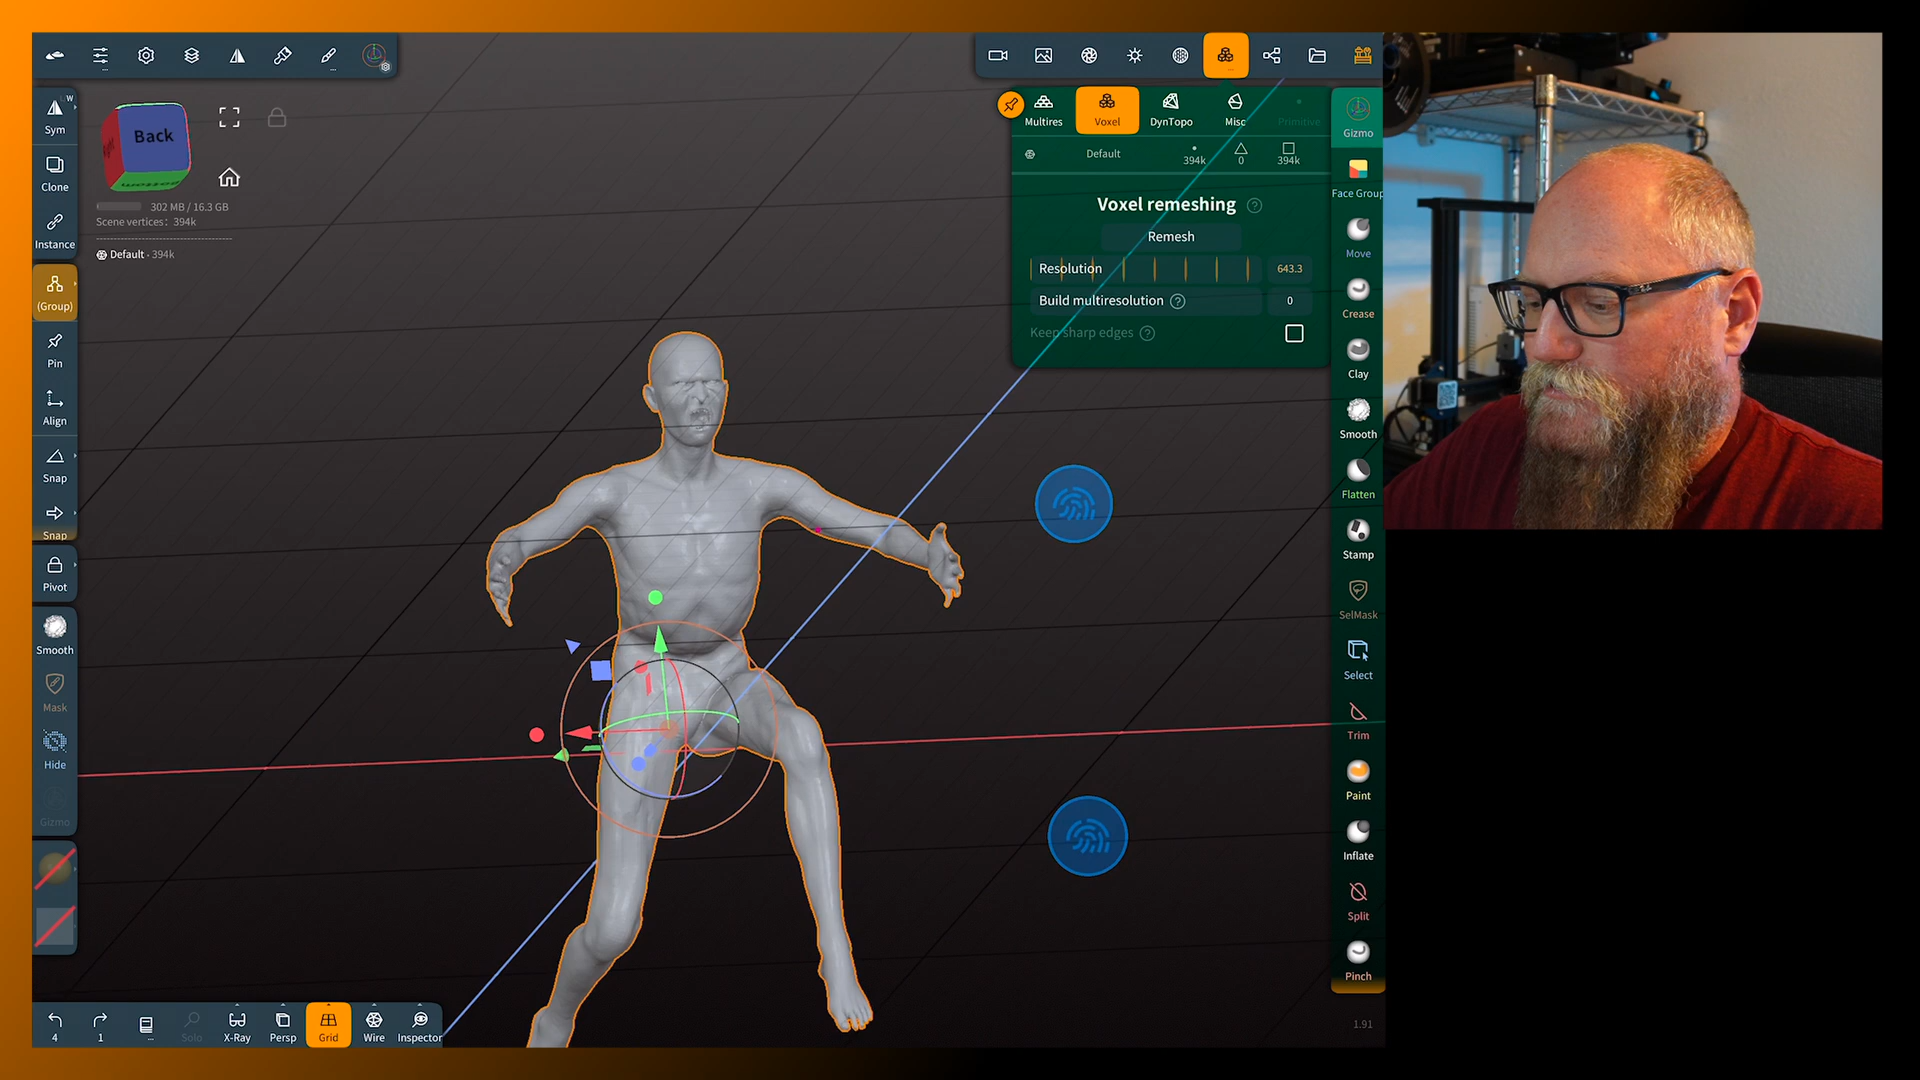 W
Sym
Clone
Instance
(Group)
Pin
Align
Snap
Snap
Pivot
Smooth
Mask
Hide
Gizmo
Back
302 MB / 16.3 GB
Scene vertices: 394k
Default · 394k
4
1
...
Solo
X-Ray
Persp
Grid
Wire
Inspector
Multires
Voxel
DynTopo
Misc
Primitive
Default
394k
0
394k
Voxel remeshing ?
Remesh
Resolution 643.3
Build multiresolution ? 0
Keep sharp edges ?
Gizmo
Face Group
Move
Crease
Clay
Smooth
Flatten
Stamp
SelMask
Select
Trim
Paint
Inflate
Split
Pinch
1.91